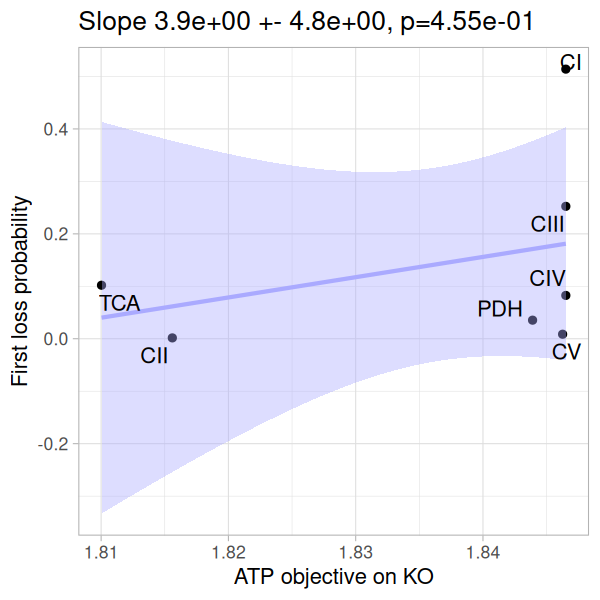 Slope 3.9e+00 +- 4.8e+00, p=4.55e-01
CI
0.4
0.2
CIII
CIV
TCA
PDH
0.0
CII
CV
-0.2
1.81
1.82
1.83
1.84
First loss probability
ATP objective on KO